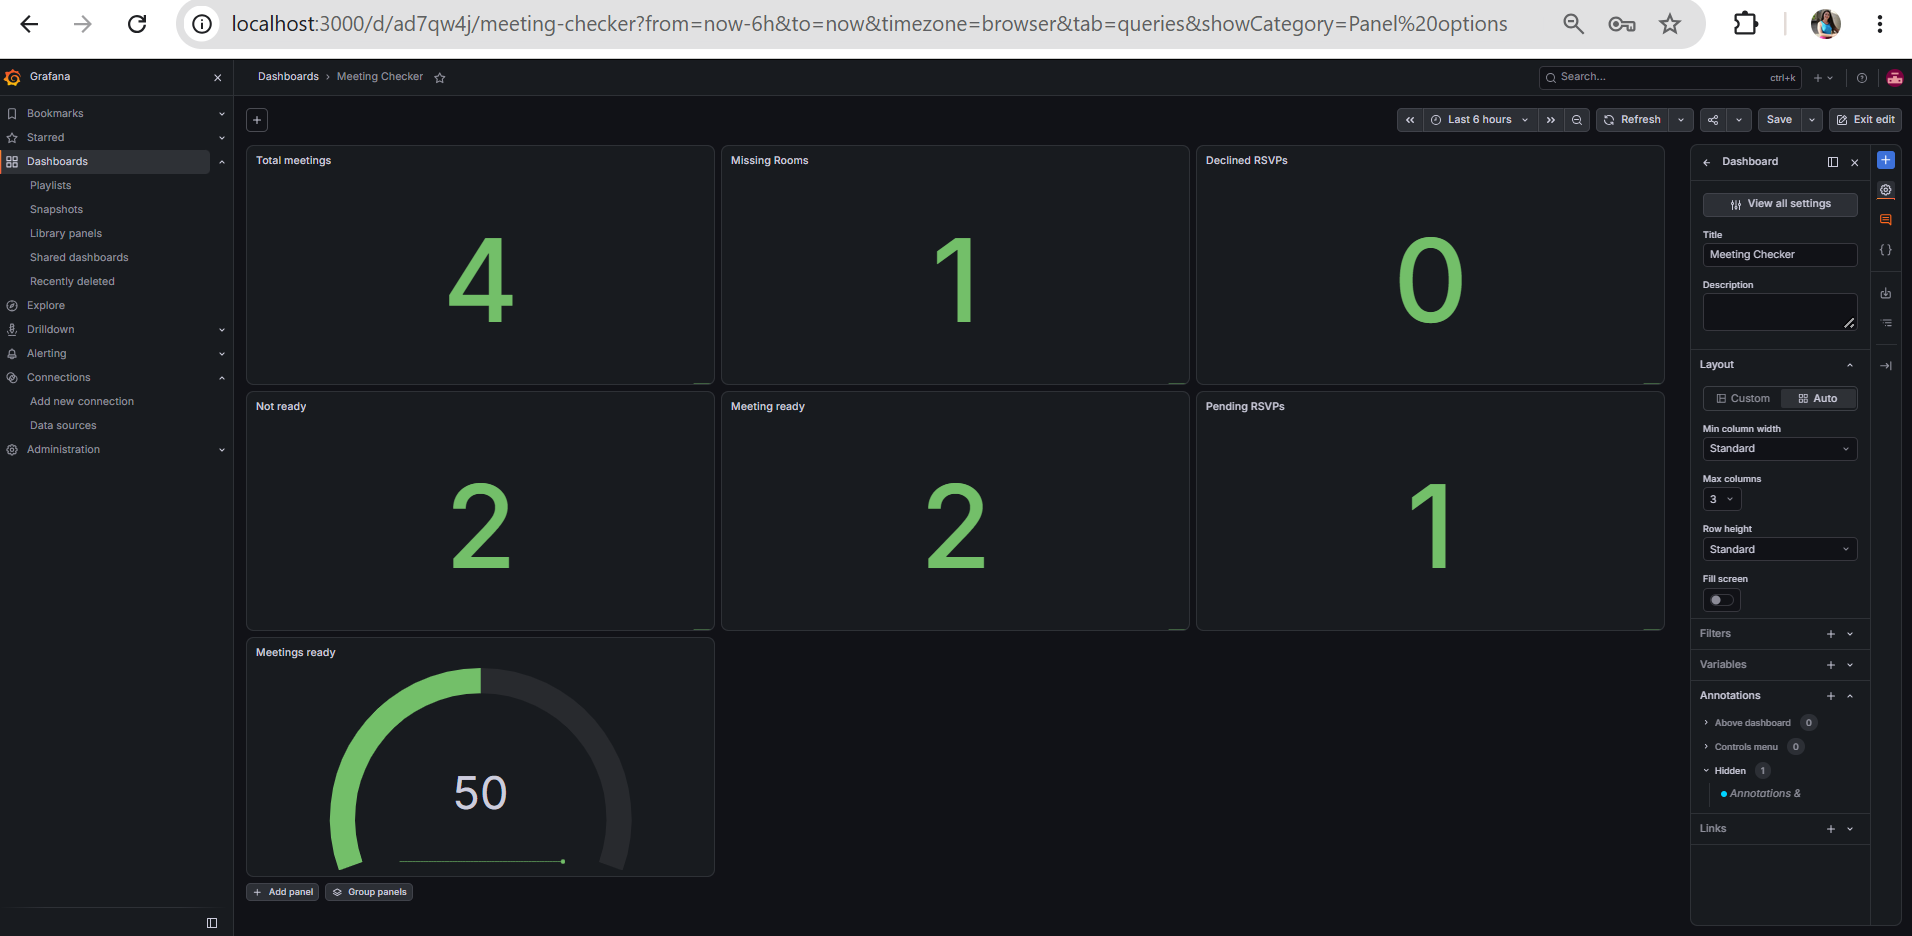 localhost:3000/d/ad7qw4j/meeting-checker?from=now-6h&to=now&timezone=browser&tab=queries&showCategory=Panel%20options
Grafana
Dashboards › Meeting Checker
Search... ctrl+k
Bookmarks
Starred
Dashboards
Playlists
Snapshots
Library panels
Shared dashboards
Recently deleted
Explore
Drilldown
Alerting
Connections
Add new connection
Data sources
Administration
Last 6 hours
Refresh
Save
Exit edit
Total meetings
4
Missing Rooms
1
Declined RSVPs
0
Not ready
2
Meeting ready
2
Pending RSVPs
1
Meetings ready
50
Add panel
Group panels
Dashboard
View all settings
Title
Meeting Checker
Description
Layout
Custom Auto
Min column width
Standard
Max columns
3
Row height
Standard
Fill screen
Filters
Variables
Annotations
Above dashboard 0
Controls menu 0
Hidden 1
Annotations &
Links